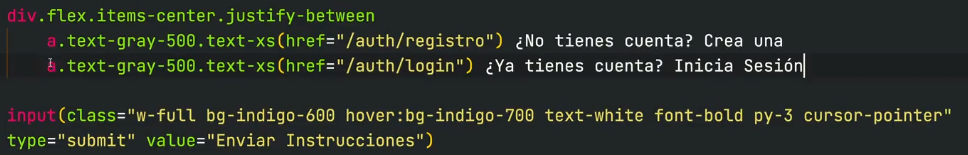 div.flex.items-center.justify-between
a.text-gray-500.text-xs(href="/auth/registro") ¿No tienes cuenta? Crea una
a.text-gray-500.text-xs(href="/auth/login") ¿Ya tienes cuenta? Inicia Sesión
input(class="w-full bg-indigo-600 hover:bg-indigo-700 text-white font-bold py-3 cursor-pointer"
type="submit" value="Enviar Instrucciones")